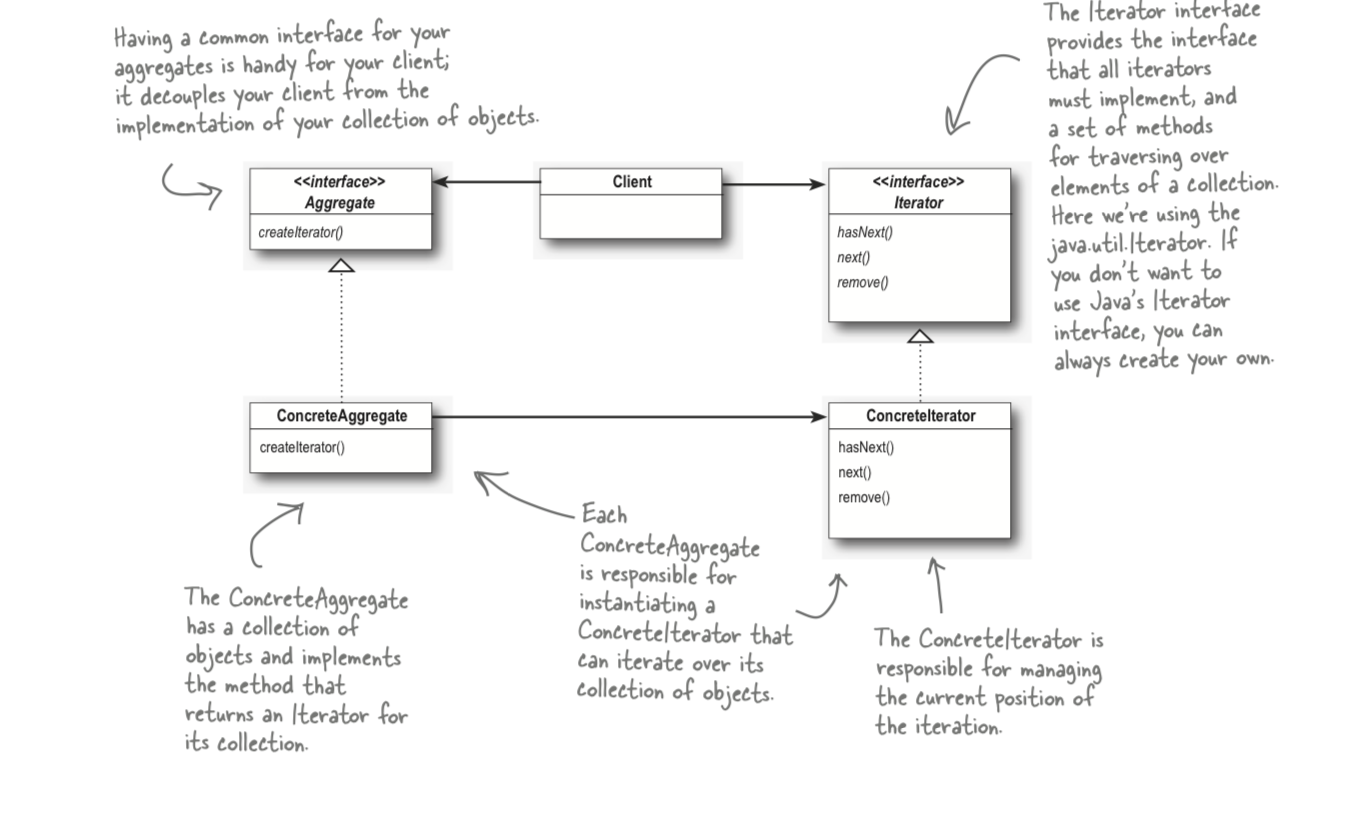 Having a common interface for your
aggregates is handy for your client;
it decouples your client from the
implementation of your collection of objects.
The Iterator interface
provides the interface
that all iterators
must implement, and
a set of methods
for traversing over
elements of a collection.
Here we're using the
java.util.Iterator. If
you don't want to
use Java's Iterator
interface, you can
always create your own.
<<interface>>
Aggregate
createIterator()
Client
<<interface>>
Iterator
hasNext()
next()
remove()
ConcreteAggregate
createIterator()
ConcreteIterator
hasNext()
next()
remove()
The ConcreteAggregate
has a collection of
objects and implements
the method that
returns an Iterator for
its collection.
Each
ConcreteAggregate
is responsible for
instantiating a
ConcreteIterator that
can iterate over its
collection of objects.
The ConcreteIterator is
responsible for managing
the current position of
the iteration.